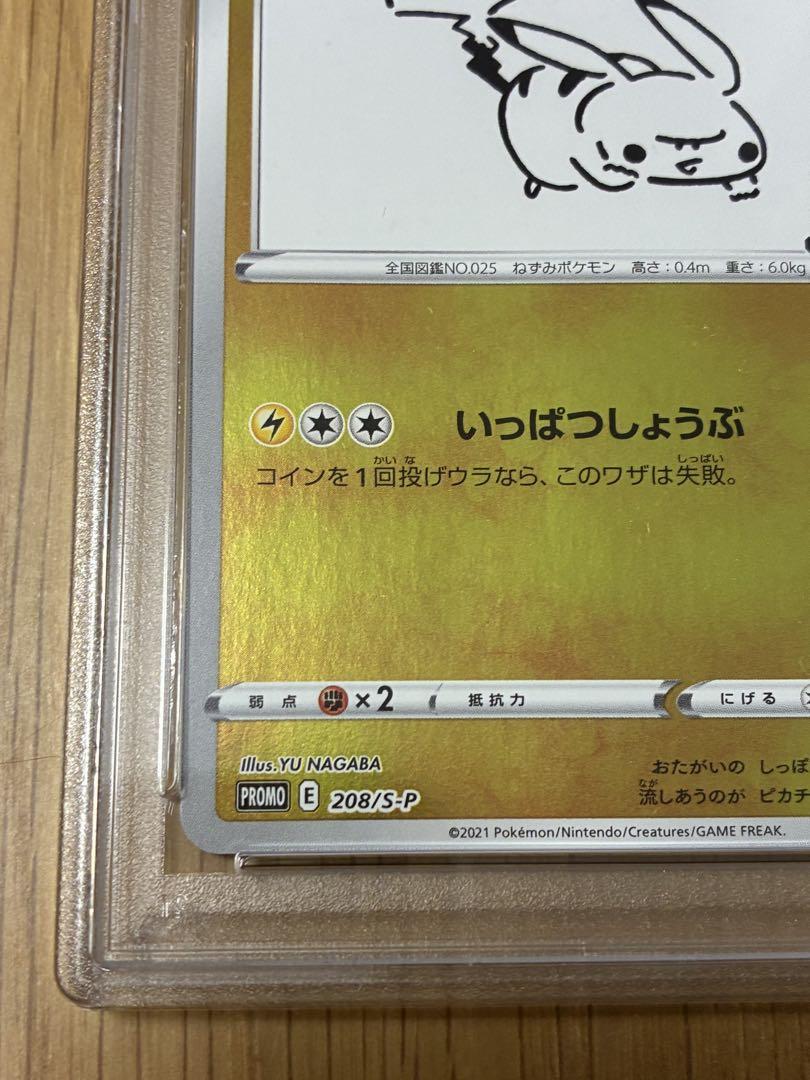 全国図鑑NO.025 ねずみポケモン 高さ:0.4m 重さ:6.0kg
いっぱつしょうぶ
コインを1回投げウラなら、このワザは失敗。
弱点 ×2 抵抗力 にげる
Illus.YU NAGABA
おたがいの しっぽ
PROMO E 208/S-P
流しあうのが ピカチ
©2021 Pokémon/Nintendo/Creatures/GAME FREAK.